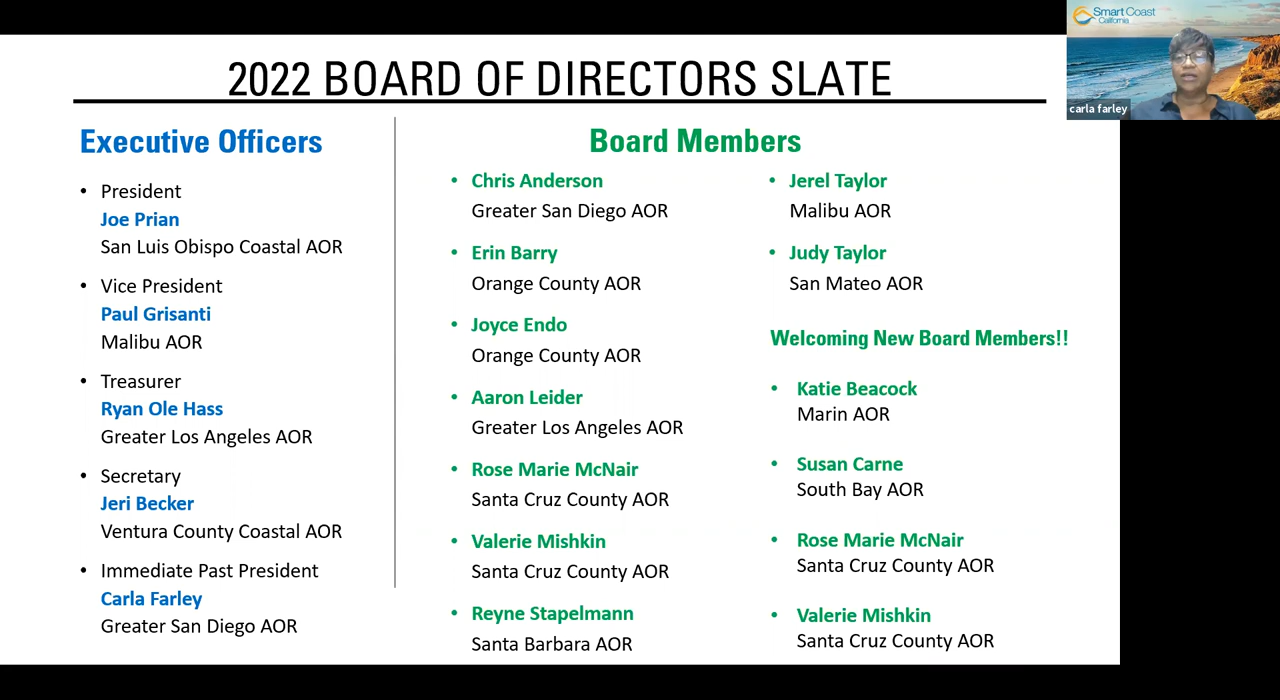 2022 BOARD OF DIRECTORS SLATE
Executive Officers
• President
Joe Prian
San Luis Obispo Coastal AOR
• Vice President
Paul Grisanti
Malibu AOR
• Treasurer
Ryan Ole Hass
Greater Los Angeles AOR
• Secretary
Jeri Becker
Ventura County Coastal AOR
• Immediate Past President
Carla Farley
Greater San Diego AOR
Board Members
• Chris Anderson
Greater San Diego AOR
• Erin Barry
Orange County AOR
• Joyce Endo
Orange County AOR
• Aaron Leider
Greater Los Angeles AOR
• Rose Marie McNair
Santa Cruz County AOR
• Valerie Mishkin
Santa Cruz County AOR
• Reyne Stapelmann
Santa Barbara AOR
• Jerel Taylor
Malibu AOR
• Judy Taylor
San Mateo AOR
Welcoming New Board Members!!
• Katie Beacock
Marin AOR
• Susan Carne
South Bay AOR
• Rose Marie McNair
Santa Cruz County AOR
• Valerie Mishkin
Santa Cruz County AOR
Smart Coast
California
carla farley